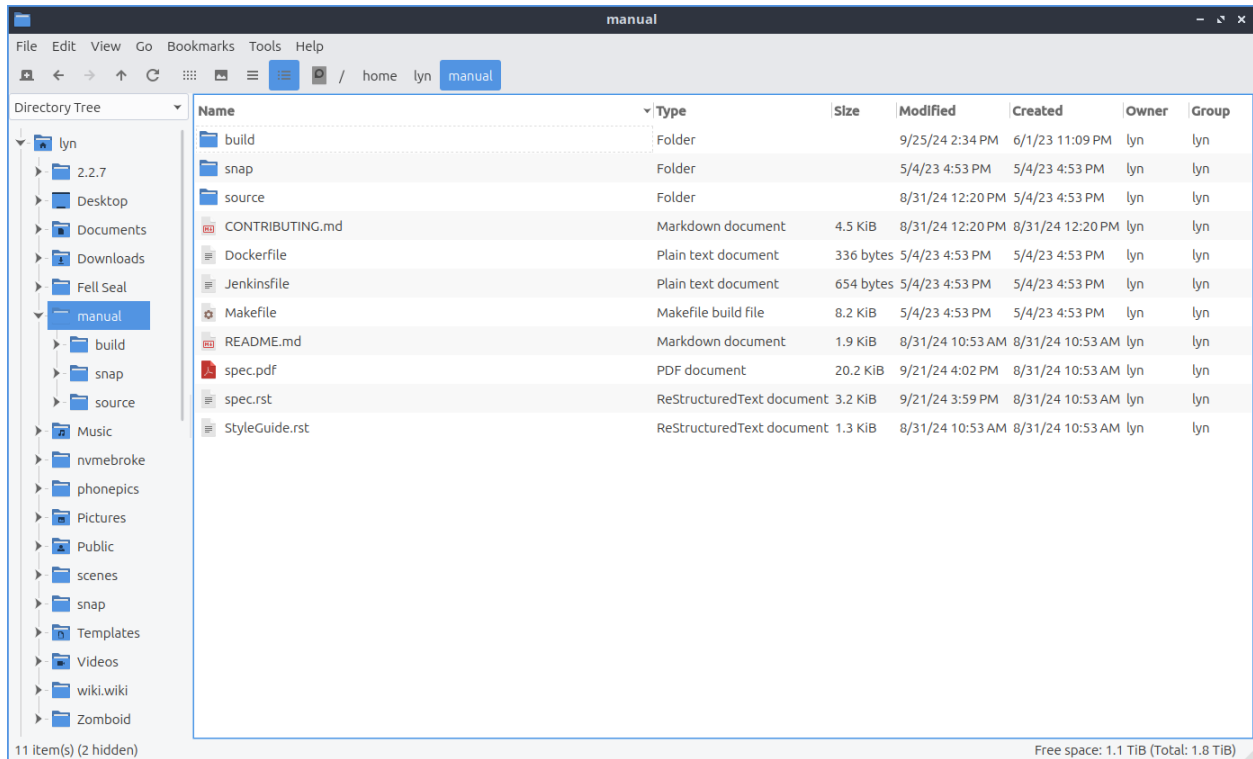 manual
File Edit View Go Bookmarks Tools Help
/ home lyn manual
Directory Tree
Name Type Size Modified Created Owner Group
lyn
2.2.7
Desktop
Documents
Downloads
Fell Seal
manual
build
snap
source
Music
nvmebroke
phonepics
Pictures
Public
scenes
snap
Templates
Videos
wiki.wiki
Zomboid
build Folder 9/25/24 2:34 PM 6/1/23 11:09 PM lyn lyn
snap Folder 5/4/23 4:53 PM 5/4/23 4:53 PM lyn lyn
source Folder 8/31/24 12:20 PM 5/4/23 4:53 PM lyn lyn
CONTRIBUTING.md Markdown document 4.5 KiB 8/31/24 12:20 PM 8/31/24 12:20 PM lyn lyn
Dockerfile Plain text document 336 bytes 5/4/23 4:53 PM 5/4/23 4:53 PM lyn lyn
Jenkinsfile Plain text document 654 bytes 5/4/23 4:53 PM 5/4/23 4:53 PM lyn lyn
Makefile Makefile build file 8.2 KiB 5/4/23 4:53 PM 5/4/23 4:53 PM lyn lyn
README.md Markdown document 1.9 KiB 8/31/24 10:53 AM 8/31/24 10:53 AM lyn lyn
spec.pdf PDF document 20.2 KiB 9/21/24 4:02 PM 8/31/24 10:53 AM lyn lyn
spec.rst ReStructuredText document 3.2 KiB 9/21/24 3:59 PM 8/31/24 10:53 AM lyn lyn
StyleGuide.rst ReStructuredText document 1.3 KiB 8/31/24 10:53 AM 8/31/24 10:53 AM lyn lyn
11 item(s) (2 hidden) Free space: 1.1 TiB (Total: 1.8 TiB)